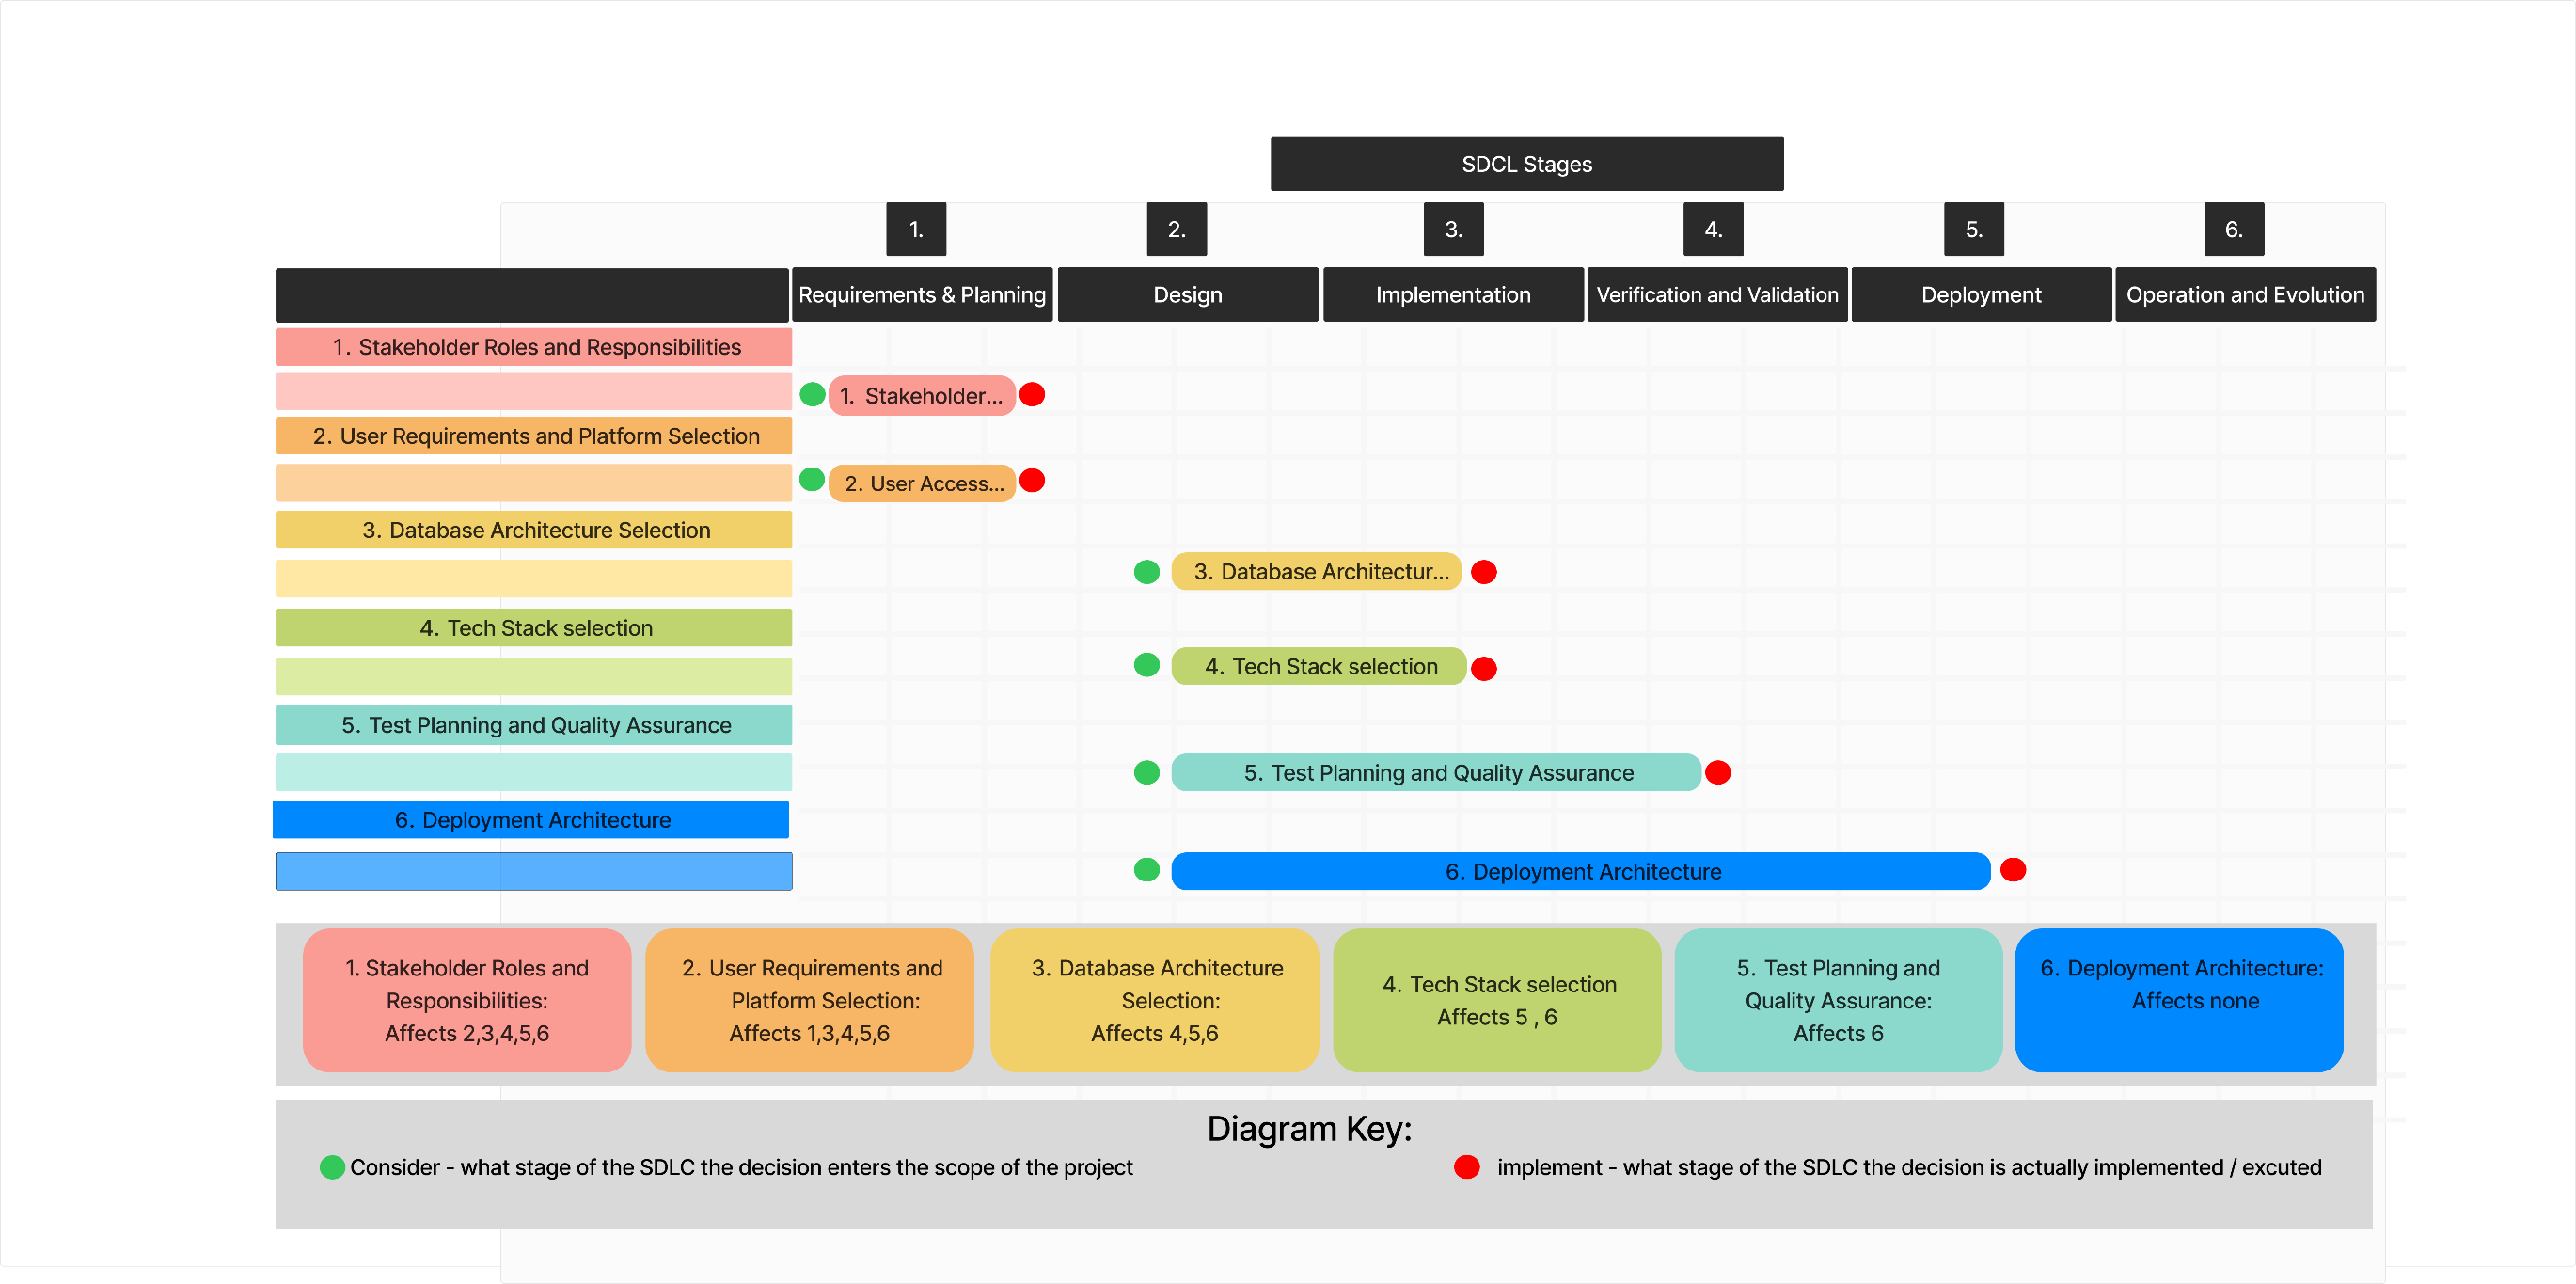 SDCL Stages
1.
2.
3.
4.
5.
6.
Requirements & Planning
Design
Implementation
Verification and Validation
Deployment
Operation and Evolution
1. Stakeholder Roles and Responsibilities
1. Stakeholder...
2. User Requirements and Platform Selection
2. User Access...
3. Database Architecture Selection
3. Database Architectur...
4. Tech Stack selection
4. Tech Stack selection
5. Test Planning and Quality Assurance
5. Test Planning and Quality Assurance
6. Deployment Architecture
6. Deployment Architecture
1. Stakeholder Roles and
Responsibilities:
Affects 2,3,4,5,6
2. User Requirements and
Platform Selection:
Affects 1,3,4,5,6
3. Database Architecture
Selection:
Affects 4,5,6
4. Tech Stack selection
Affects 5 , 6
5. Test Planning and
Quality Assurance:
Affects 6
6. Deployment Architecture:
Affects none
Diagram Key:
Consider - what stage of the SDLC the decision enters the scope of the project
implement - what stage of the SDLC the decision is actually implemented / excuted